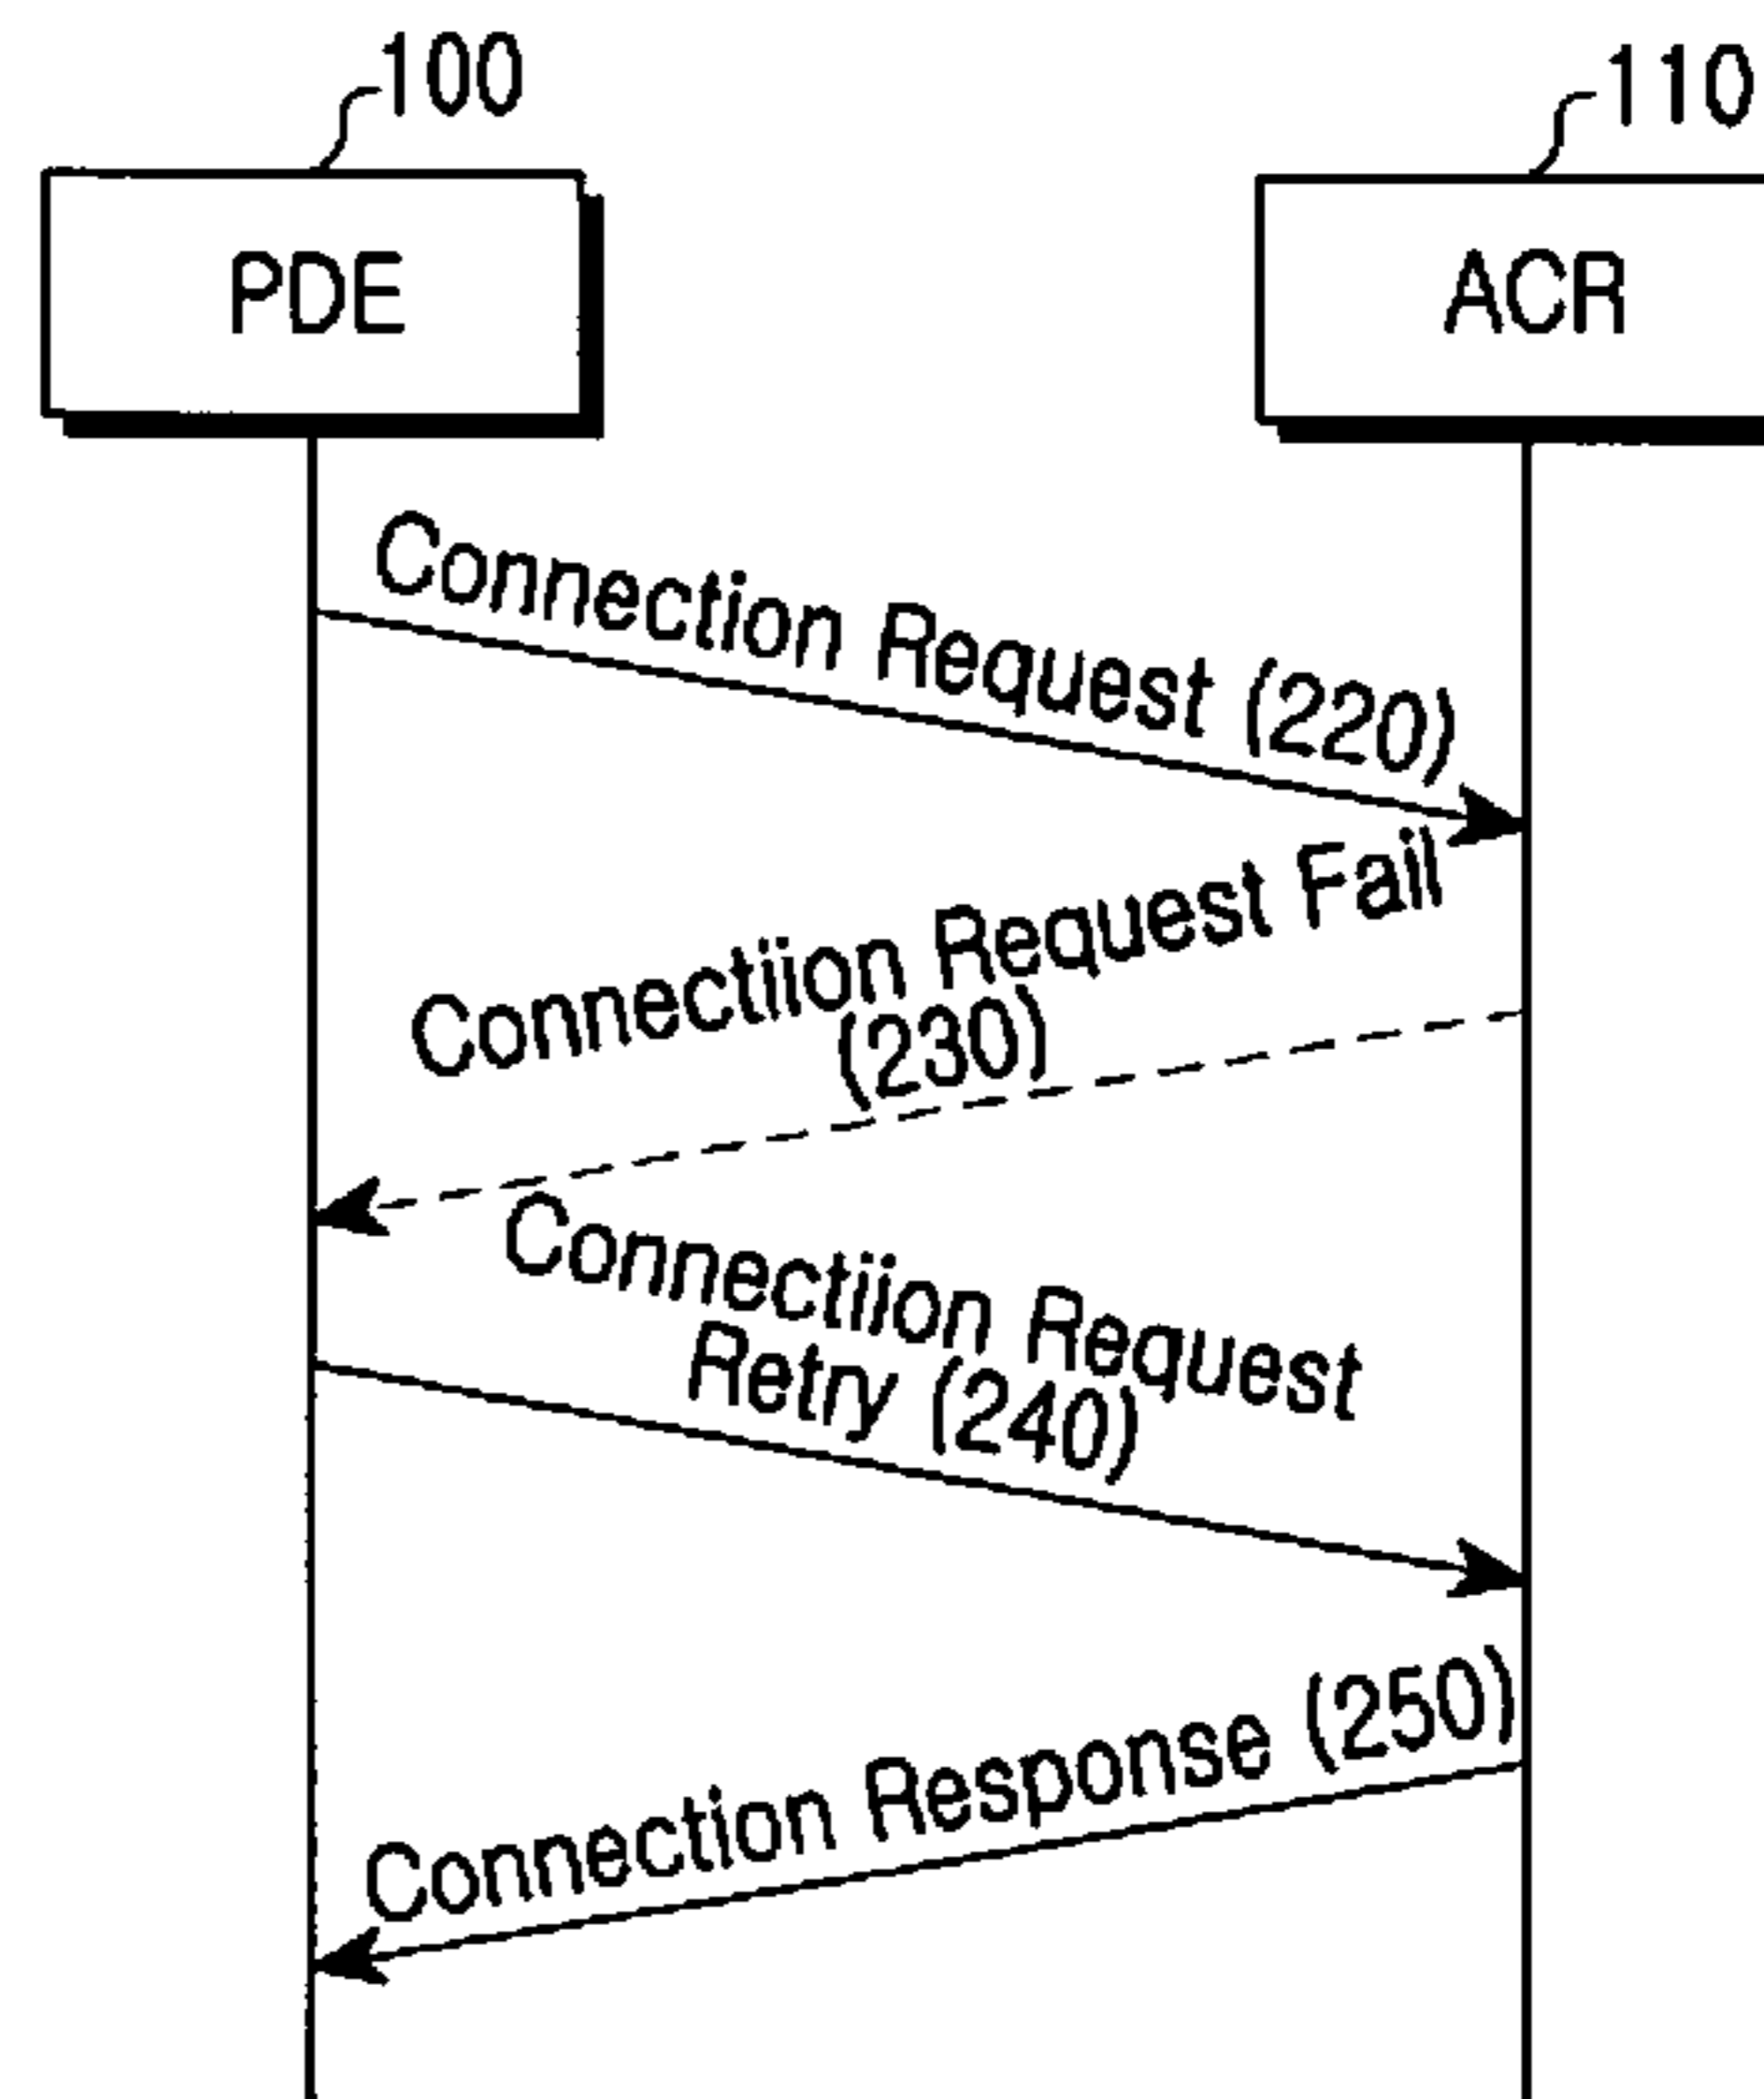 100
110
PDE
ACR
Connection Request (220)
Connectiion Request Fail
(230)
Connectiion Request
Retry (240)
Connection Response (250)